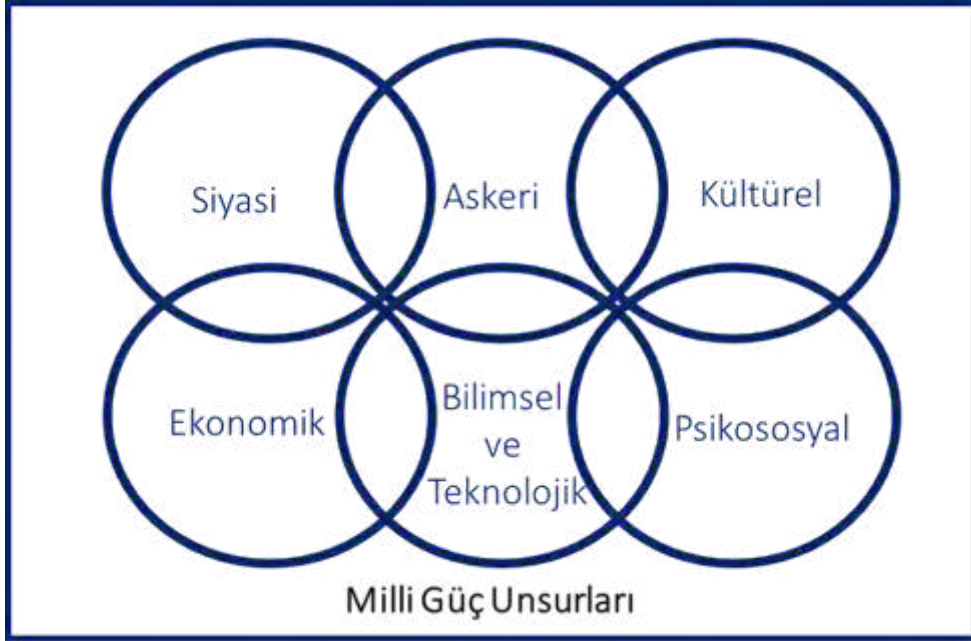 Siyasi
Askeri
Kültürel
Ekonomik
Bilimsel
ve
Teknolojik
Psikososyal
Milli Güç Unsurları